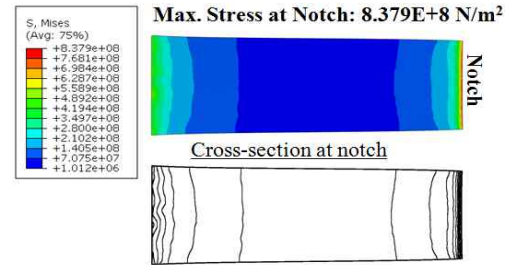 Max. Stress at Notch: 8.379E+8 N/m²
S, Mises
(Avg: 75%)
+8.379e+08
+7.681e+08
+6.984e+08
+6.287e+08
+5.589e+08
+4.892e+08
+4.194e+08
+3.497e+08
+2.800e+08
+2.102e+08
+1.405e+08
+7.075e+07
+1.012e+06
Notch
Cross-section at notch